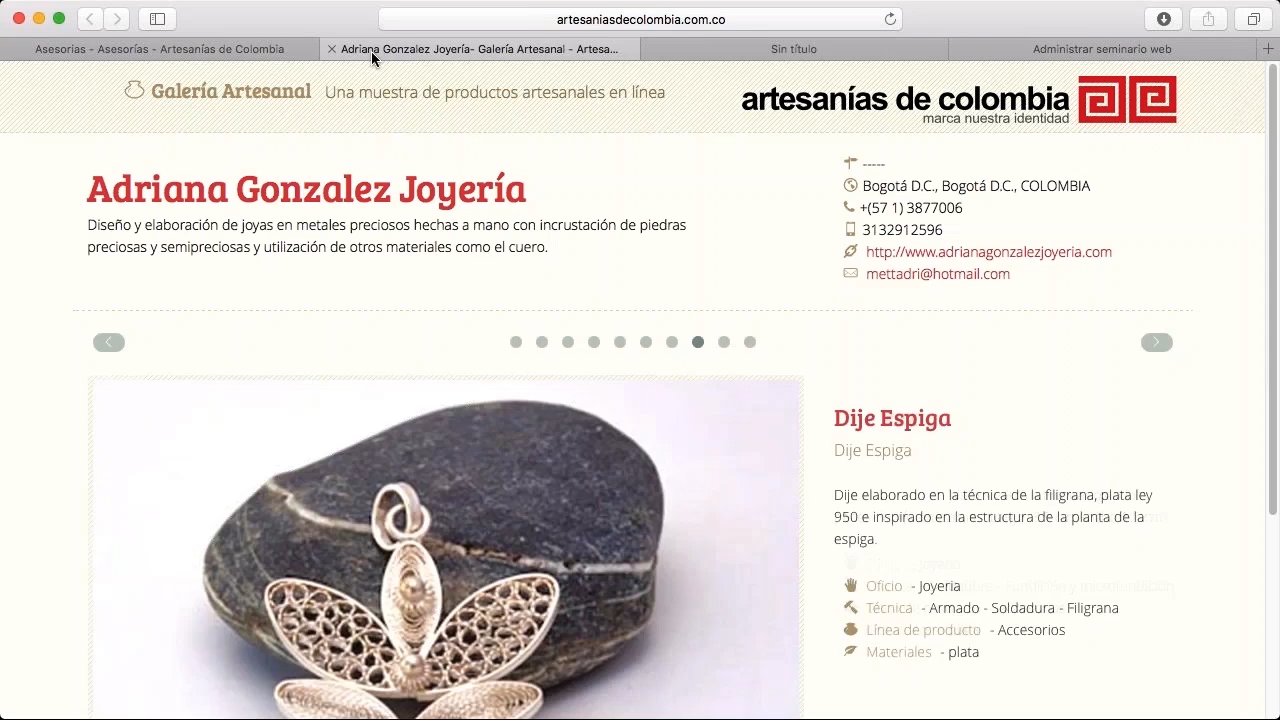 artesaniasdecolombia.com.co
Asesorias - Asesorías - Artesanías de Colombia
Adriana Gonzalez Joyería- Galería Artesanal - Artesa...
Sin título
Administrar seminario web
Galería Artesanal
Una muestra de productos artesanales en línea
artesanías de colombia
marca nuestra identidad
Adriana Gonzalez Joyería
Diseño y elaboración de joyas en metales preciosos hechas a mano con incrustación de piedras
preciosas y semipreciosas y utilización de otros materiales como el cuero.
-----
Bogotá D.C., Bogotá D.C., COLOMBIA
+(57 1) 3877006
3132912596
http://www.adrianagonzalezjoyeria.com
mettadri@hotmail.com
Dije Espiga
Dije Espiga
Dije elaborado en la técnica de la filigrana, plata ley
950 e inspirado en la estructura de la planta de la
espiga.
Oficio - Joyería
Técnica - Armado - Soldadura - Filigrana
Línea de producto - Accesorios
Materiales - plata